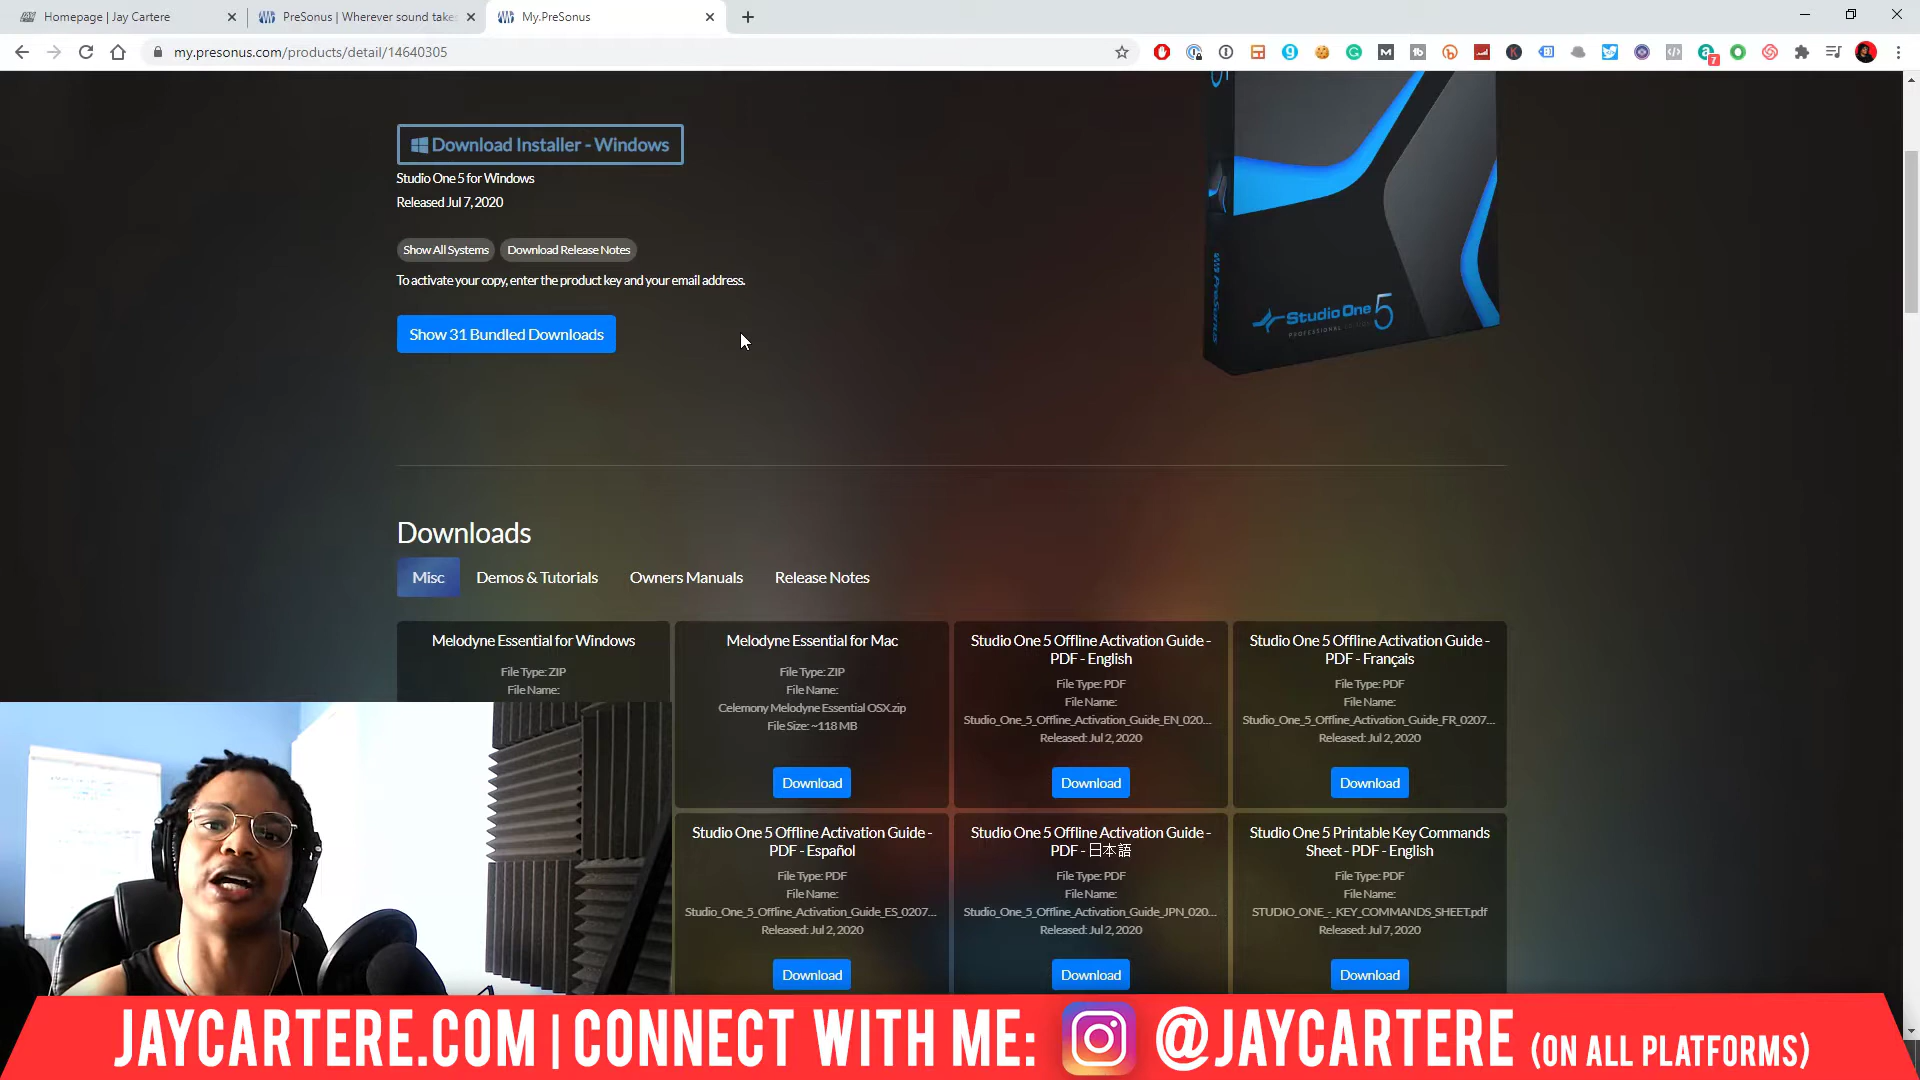 Homepage | Jay Cartere
PreSonus | Wherever sound takes
My.PreSonus
my.presonus.com/products/detail/14640305
7
Download Installer - Windows
Studio One 5 for Windows
Released Jul 7, 2020
Show All Systems
Download Release Notes
To activate your copy, enter the product key and your email address.
Show 31 Bundled Downloads
PreSonus
Studio One 5
PROFESSIONAL EDITION
Downloads
Misc
Demos & Tutorials
Owners Manuals
Release Notes
Melodyne Essential for Windows
File Type: ZIP
File Name:
Melodyne Essential for Mac
File Type: ZIP
File Name:
Celemony Melodyne Essential OSX.zip
File Size: ~118 MB
Download
Studio One 5 Offline Activation Guide -
PDF - English
File Type: PDF
File Name:
Studio_One_5_Offline_Activation_Guide_EN_020...
Released: Jul 2, 2020
Download
Studio One 5 Offline Activation Guide -
PDF - Français
File Type: PDF
File Name:
Studio_One_5_Offline_Activation_Guide_FR_0207...
Released: Jul 2, 2020
Download
Studio One 5 Offline Activation Guide -
PDF - Español
File Type: PDF
File Name:
Studio_One_5_Offline_Activation_Guide_ES_0207...
Released: Jul 2, 2020
Download
Studio One 5 Offline Activation Guide -
PDF - 日本語
File Type: PDF
File Name:
Studio_One_5_Offline_Activation_Guide_JPN_020...
Released: Jul 2, 2020
Download
Studio One 5 Printable Key Commands
Sheet - PDF - English
File Type: PDF
File Name:
STUDIO_ONE_-_KEY_COMMANDS_SHEET.pdf
Released: Jul 7, 2020
Download
JAYCARTERE.COM | CONNECT WITH ME: @JAYCARTERE (ON ALL PLATFORMS)